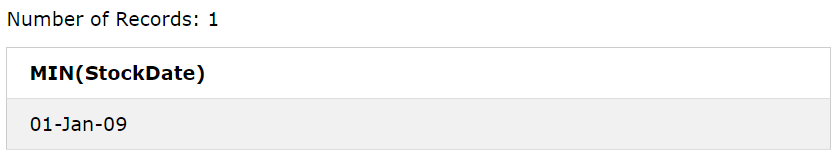 Number of Records: 1
MIN(StockDate)
01-Jan-09